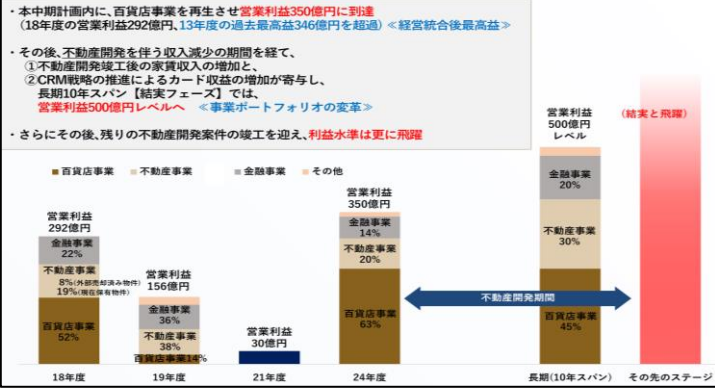 ・本中期計画内に、百貨店事業を再生させ営業利益350億円に到達
（18年度の営業利益292億円、13年度の過去最高益346億円を超過）≪経営統合後最高益≫
・その後、不動産開発を伴う収入減少の期間を経て、
①不動産開発竣工後の家賃収入の増加と、
②CRM戦略の推進によるカード収益の増加が寄与し、
長期10年スパン【結実フェーズ】では、
営業利益500億円レベルへ ≪事業ポートフォリオの変革≫
・さらにその後、残りの不動産開発案件の竣工を迎え、利益水準は更に飛躍
■百貨店事業 ■不動産事業 ■金融事業 ■その他
営業利益
292億円
金融事業
22%
不動産事業
8%(外部売却済み物件)
19%(現在保有物件)
百貨店事業
52%
18年度
営業利益
156億円
金融事業
36%
不動産事業
38%
百貨店事業14%
19年度
営業利益
30億円
21年度
営業利益
350億円
金融事業
14%
不動産事業
20%
百貨店事業
63%
24年度
不動産開発期間
営業利益
500億円
レベル
金融事業
20%
不動産事業
30%
百貨店事業
45%
長期(10年スパン)
(結実と飛躍)
その先のステージ